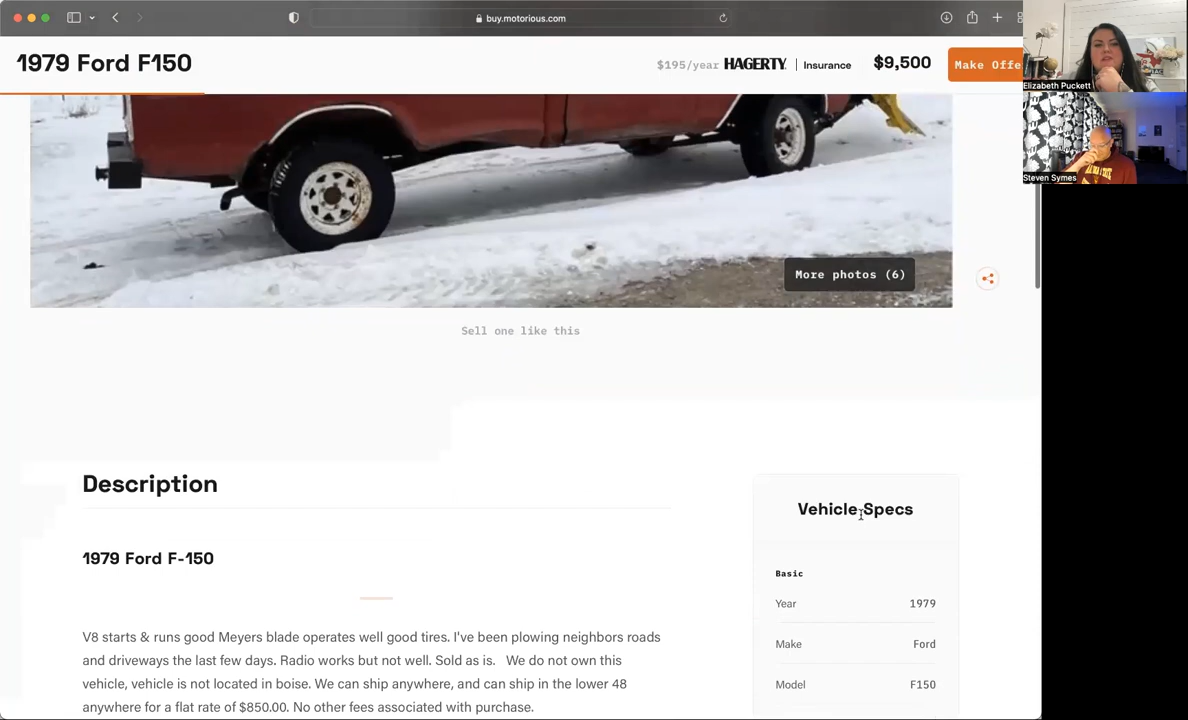 buy.motorious.com
1979 Ford F150
$195/year HAGERTY | Insurance
$9,500
Make Offe
Elizabeth Puckett
Steven Symes
More photos (6)
Sell one like this
Description
1979 Ford F-150
V8 starts & runs good Meyers blade operates well good tires. I've been plowing neighbors roads
and driveways the last few days. Radio works but not well. Sold as is. We do not own this
vehicle, vehicle is not located in boise. We can ship anywhere, and can ship in the lower 48
anywhere for a flat rate of $850.00. No other fees associated with purchase.
Vehicle Specs
Basic
Year 1979
Make Ford
Model F150